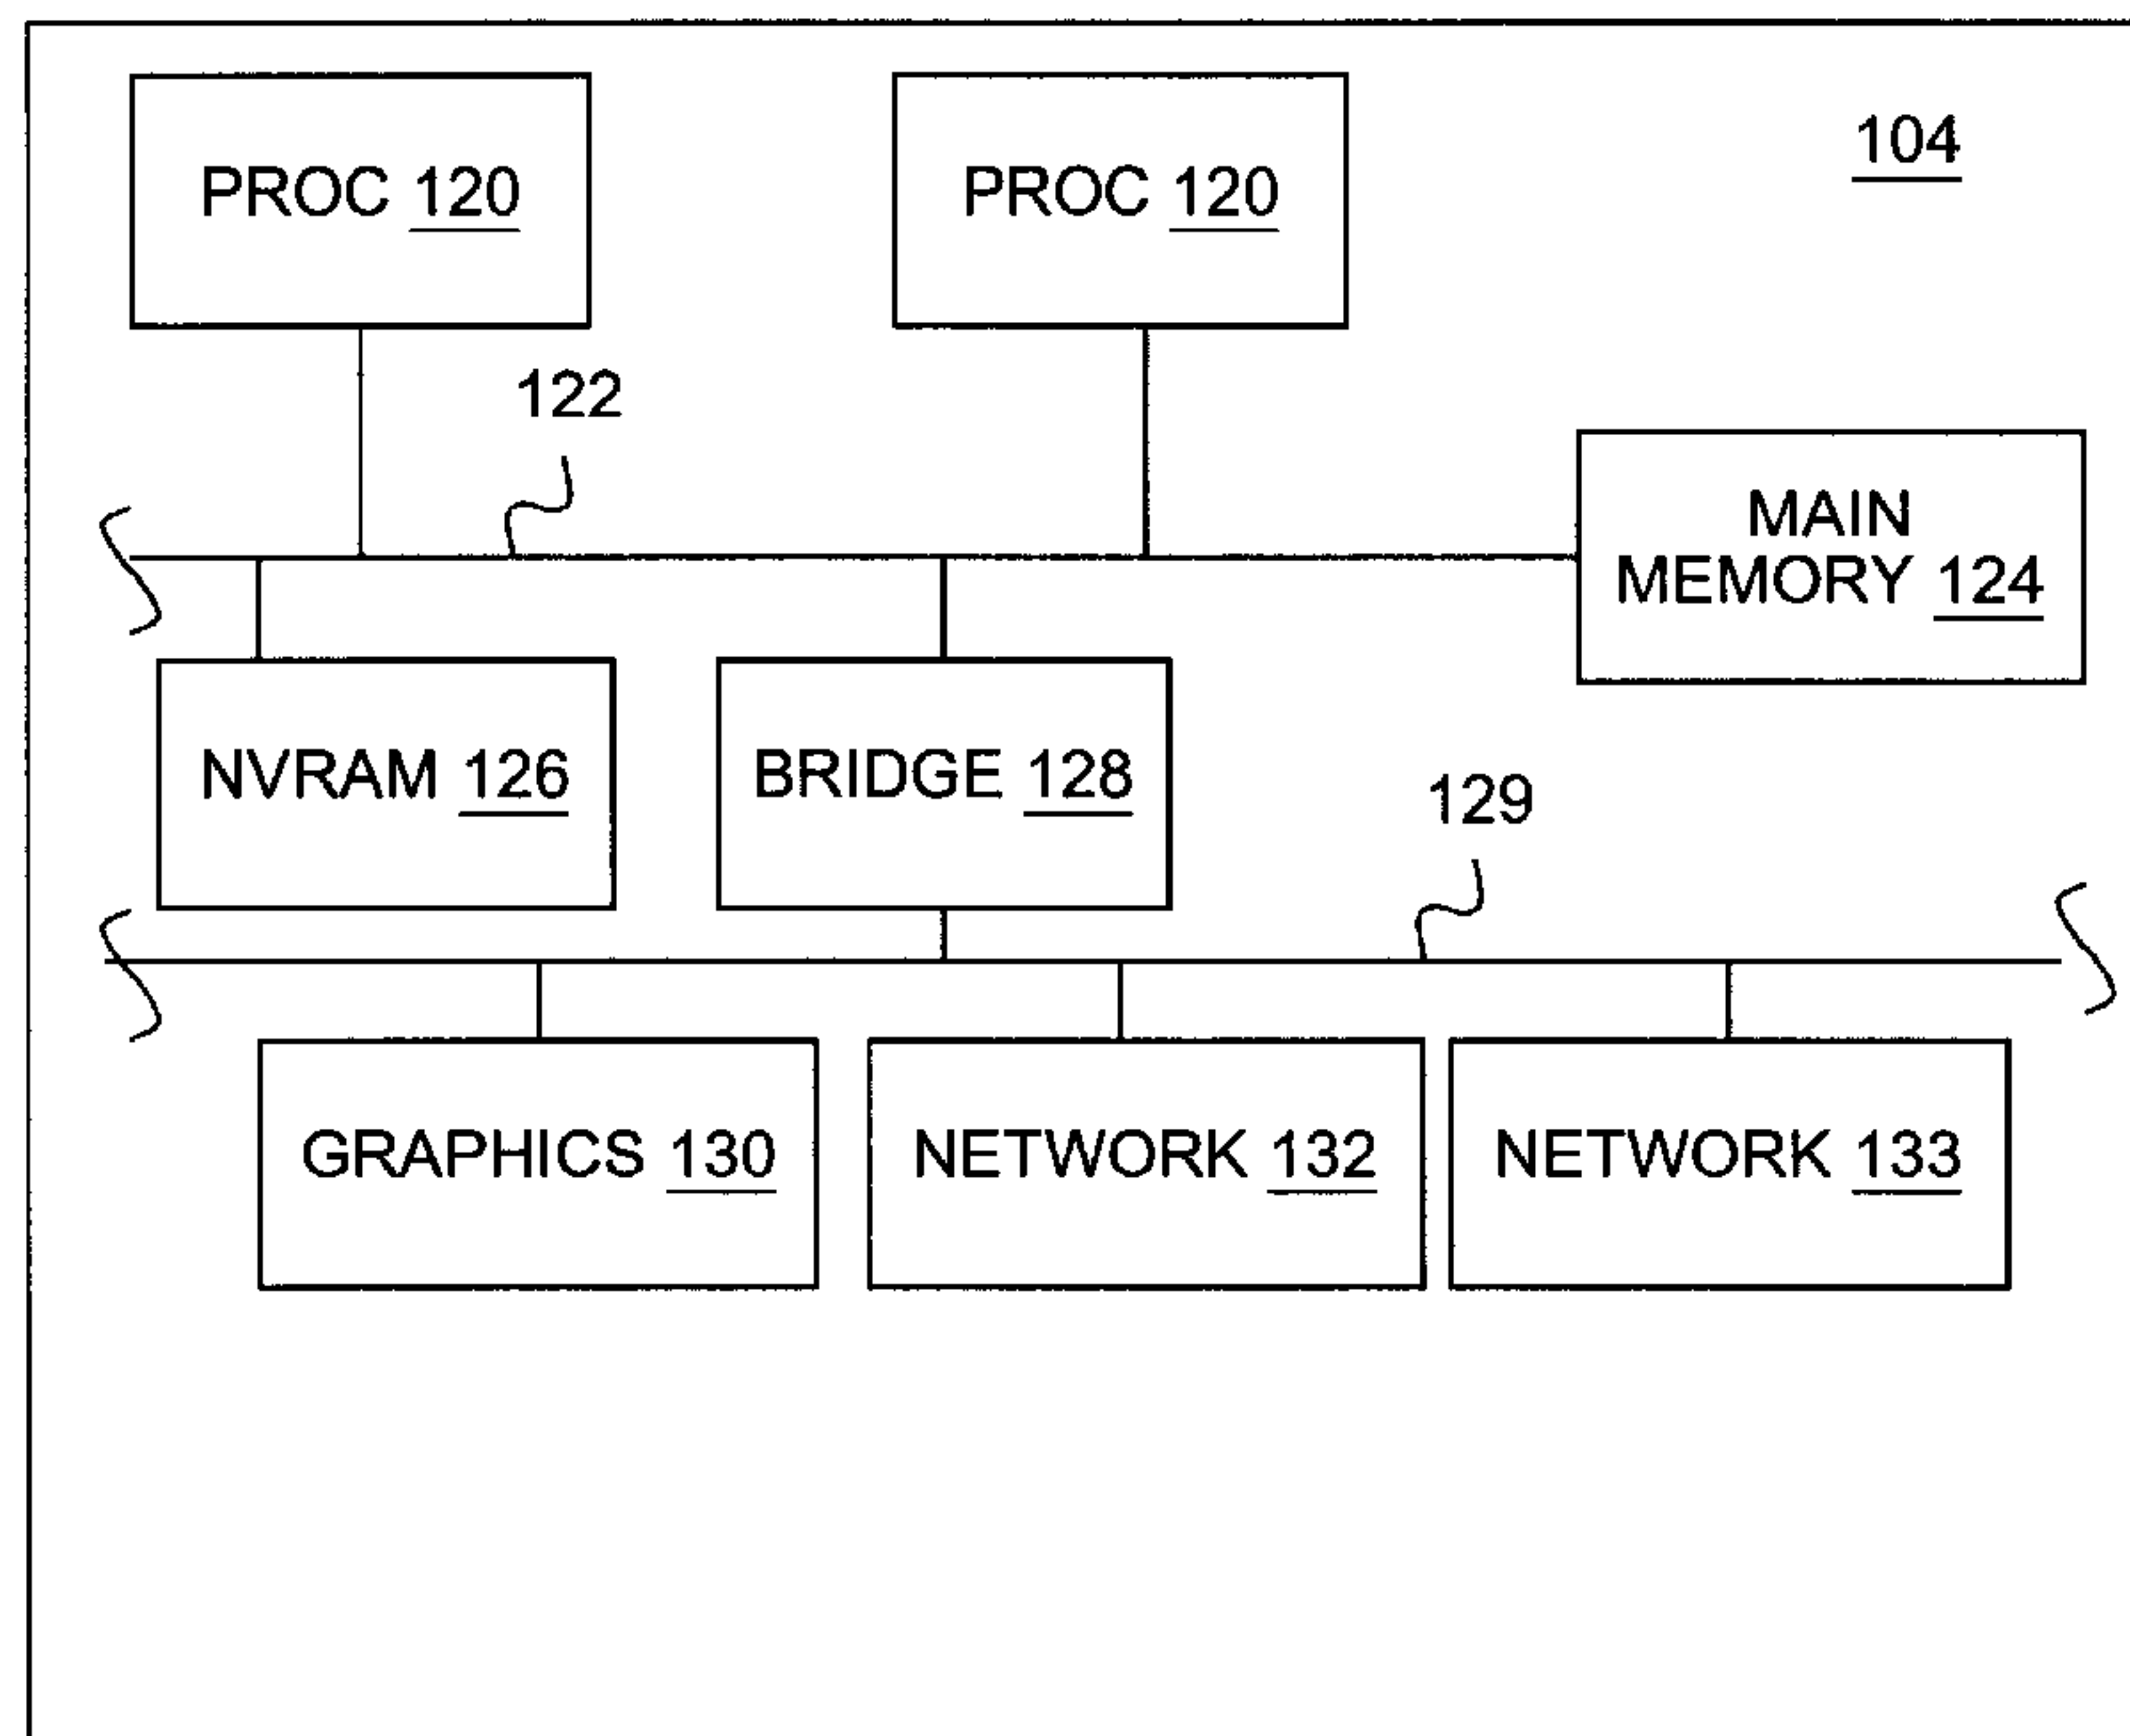 PROC 120
PROC 120
104
122
MAIN
MEMORY 124
NVRAM 126
BRIDGE 128
129
GRAPHICS 130
NETWORK 132
NETWORK 133